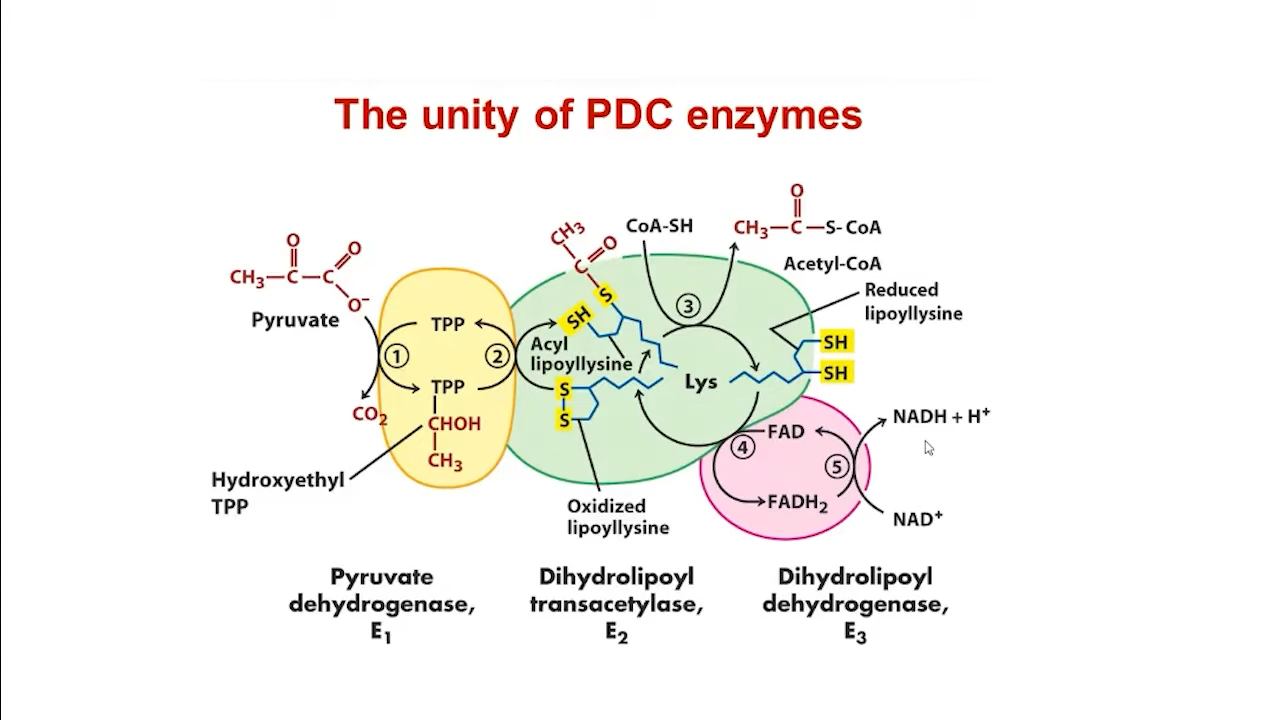 The unity of PDC enzymes
O
CH₃—C—S-CoA
Acetyl-CoA
CoA-SH
CH₃
C
O
S
SH
O
O
CH₃—C—C
O⁻
Pyruvate
TPP
1
2
TPP
CO₂
CHOH
CH₃
Hydroxyethyl
TPP
Acyl
lipoyllysine
3
Lys
S
S
Oxidized
lipoyllysine
Reduced
lipoyllysine
SH
SH
FAD
4
5
FADH₂
NADH + H⁺
NAD⁺
Pyruvate
dehydrogenase,
E₁
Dihydrolipoyl
transacetylase,
E₂
Dihydrolipoyl
dehydrogenase,
E₃